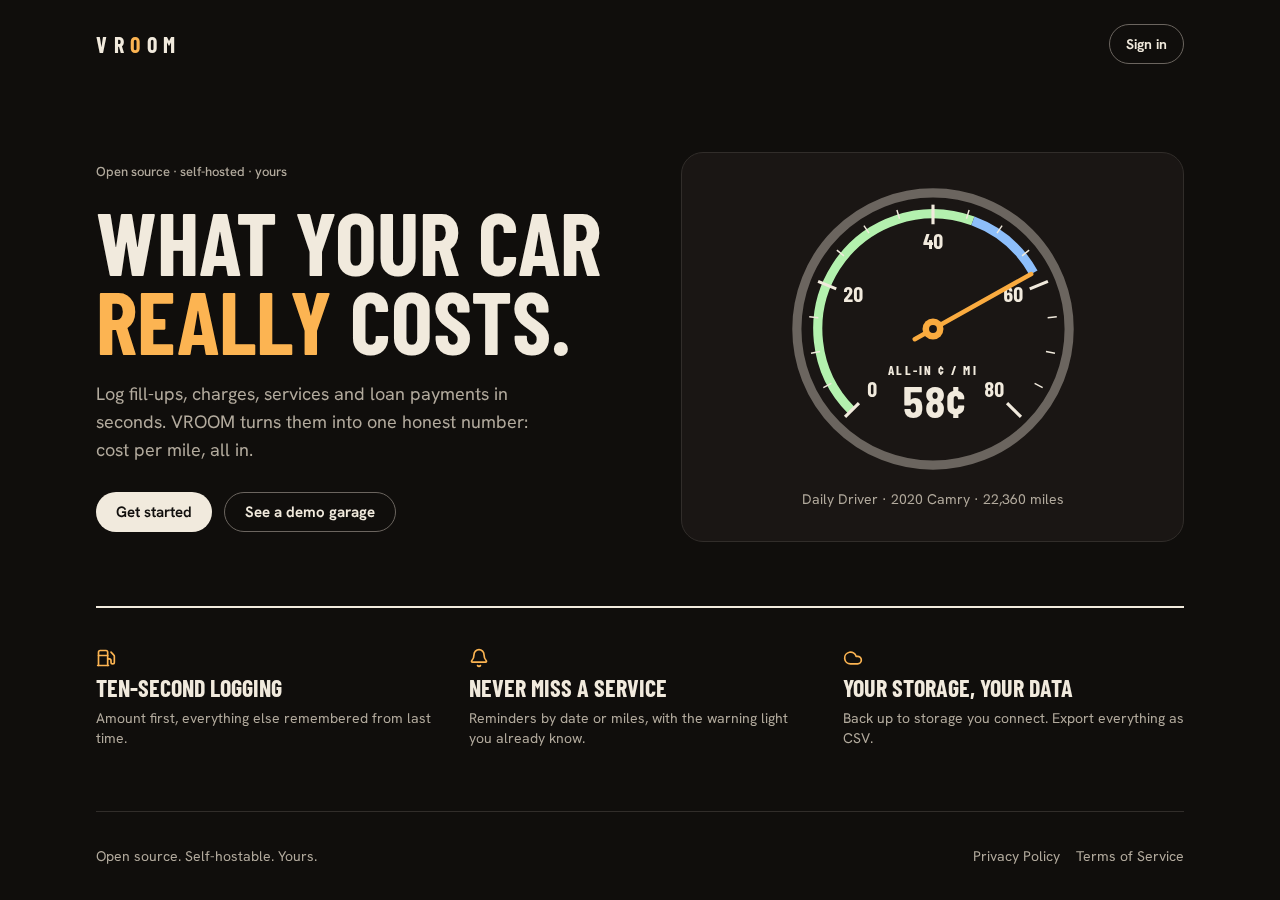 VROOM
Sign in
Open source · self-hosted · yours
WHAT YOUR CAR
REALLY COSTS.
Log fill-ups, charges, services and loan payments in
seconds. VROOM turns them into one honest number:
cost per mile, all in.
Get started
See a demo garage
40
20
60
ALL-IN ¢ / MI
0
58¢
80
Daily Driver · 2020 Camry · 22,360 miles
TEN-SECOND LOGGING
Amount first, everything else remembered from last
time.
NEVER MISS A SERVICE
Reminders by date or miles, with the warning light
you already know.
YOUR STORAGE, YOUR DATA
Back up to storage you connect. Export everything as
CSV.
Open source. Self-hostable. Yours.
Privacy Policy
Terms of Service